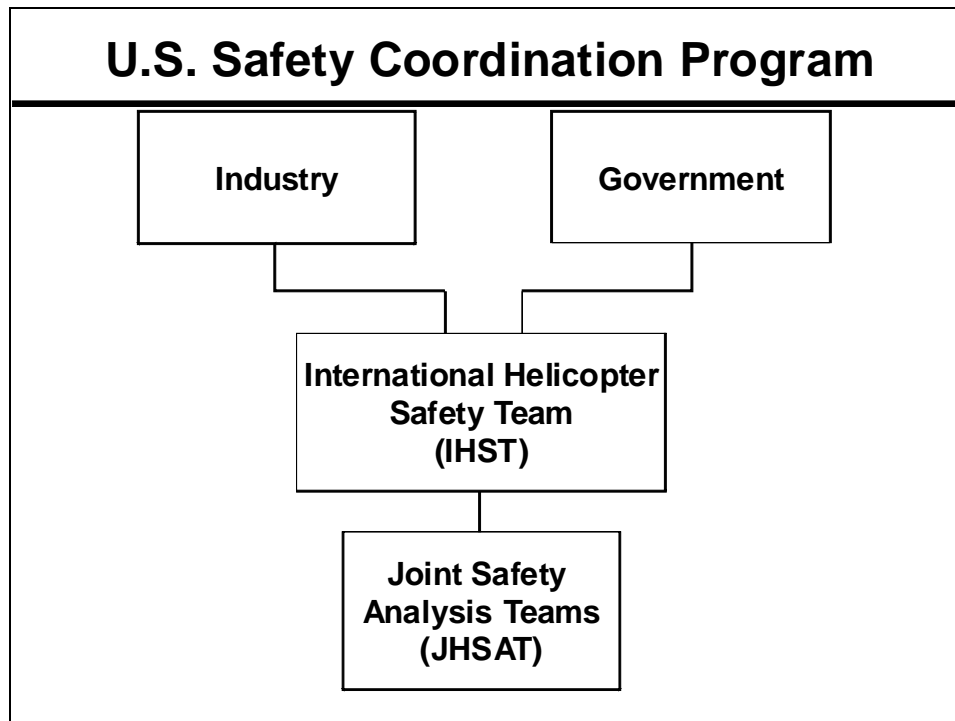 U.S. Safety Coordination Program
Industry
Government
International Helicopter
Safety Team
(IHST)
Joint Safety
Analysis Teams
(JHSAT)